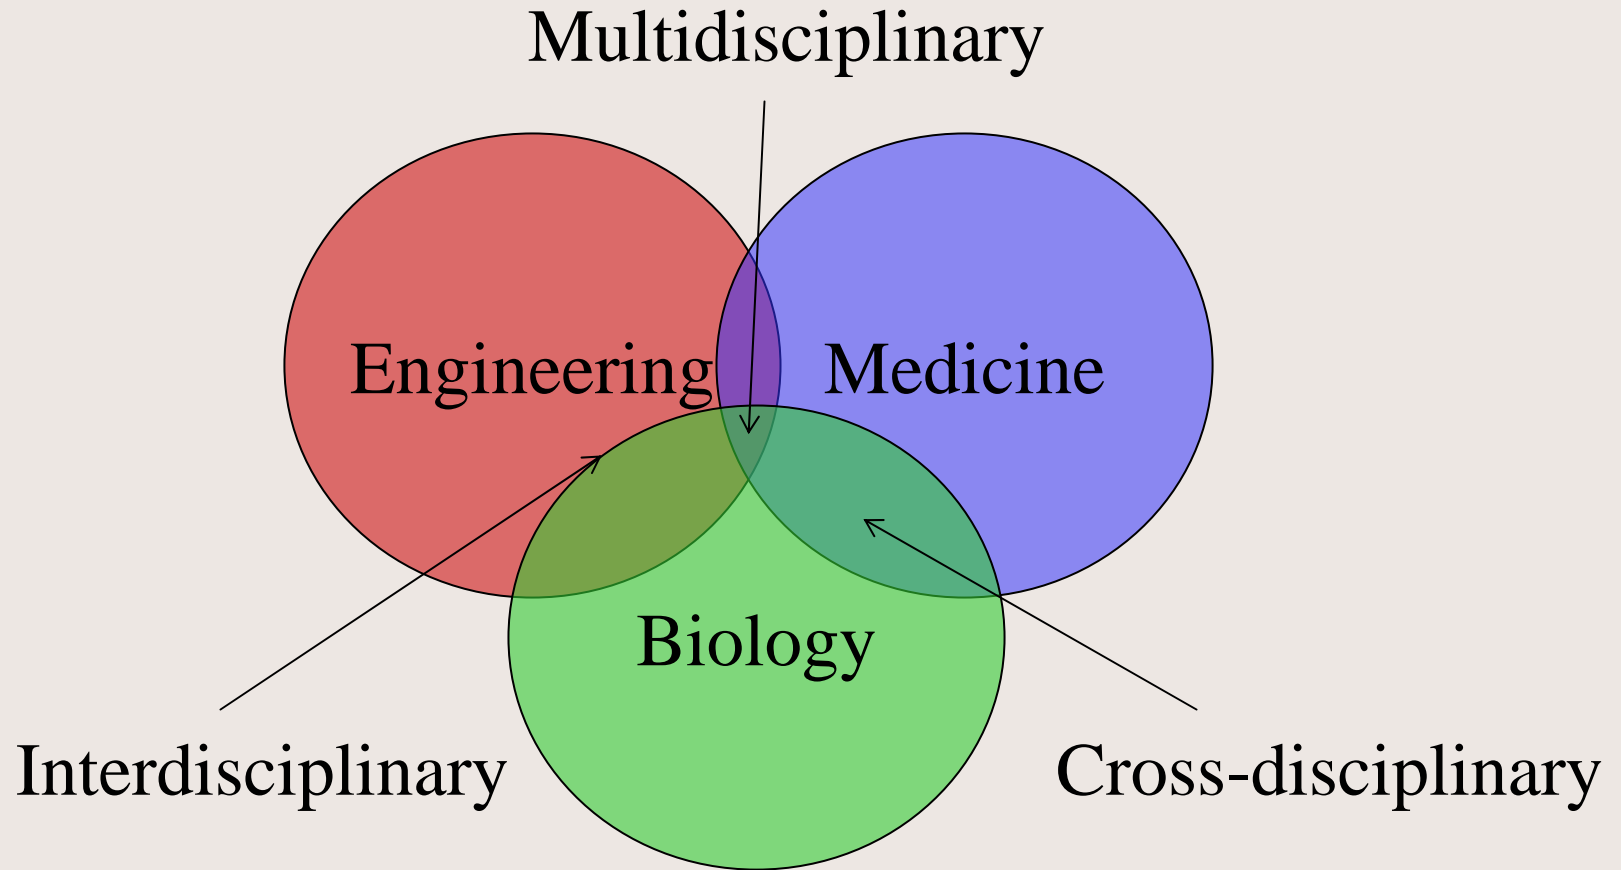 Multidisciplinary
Engineering
Medicine
Biology
Interdisciplinary
Cross-disciplinary